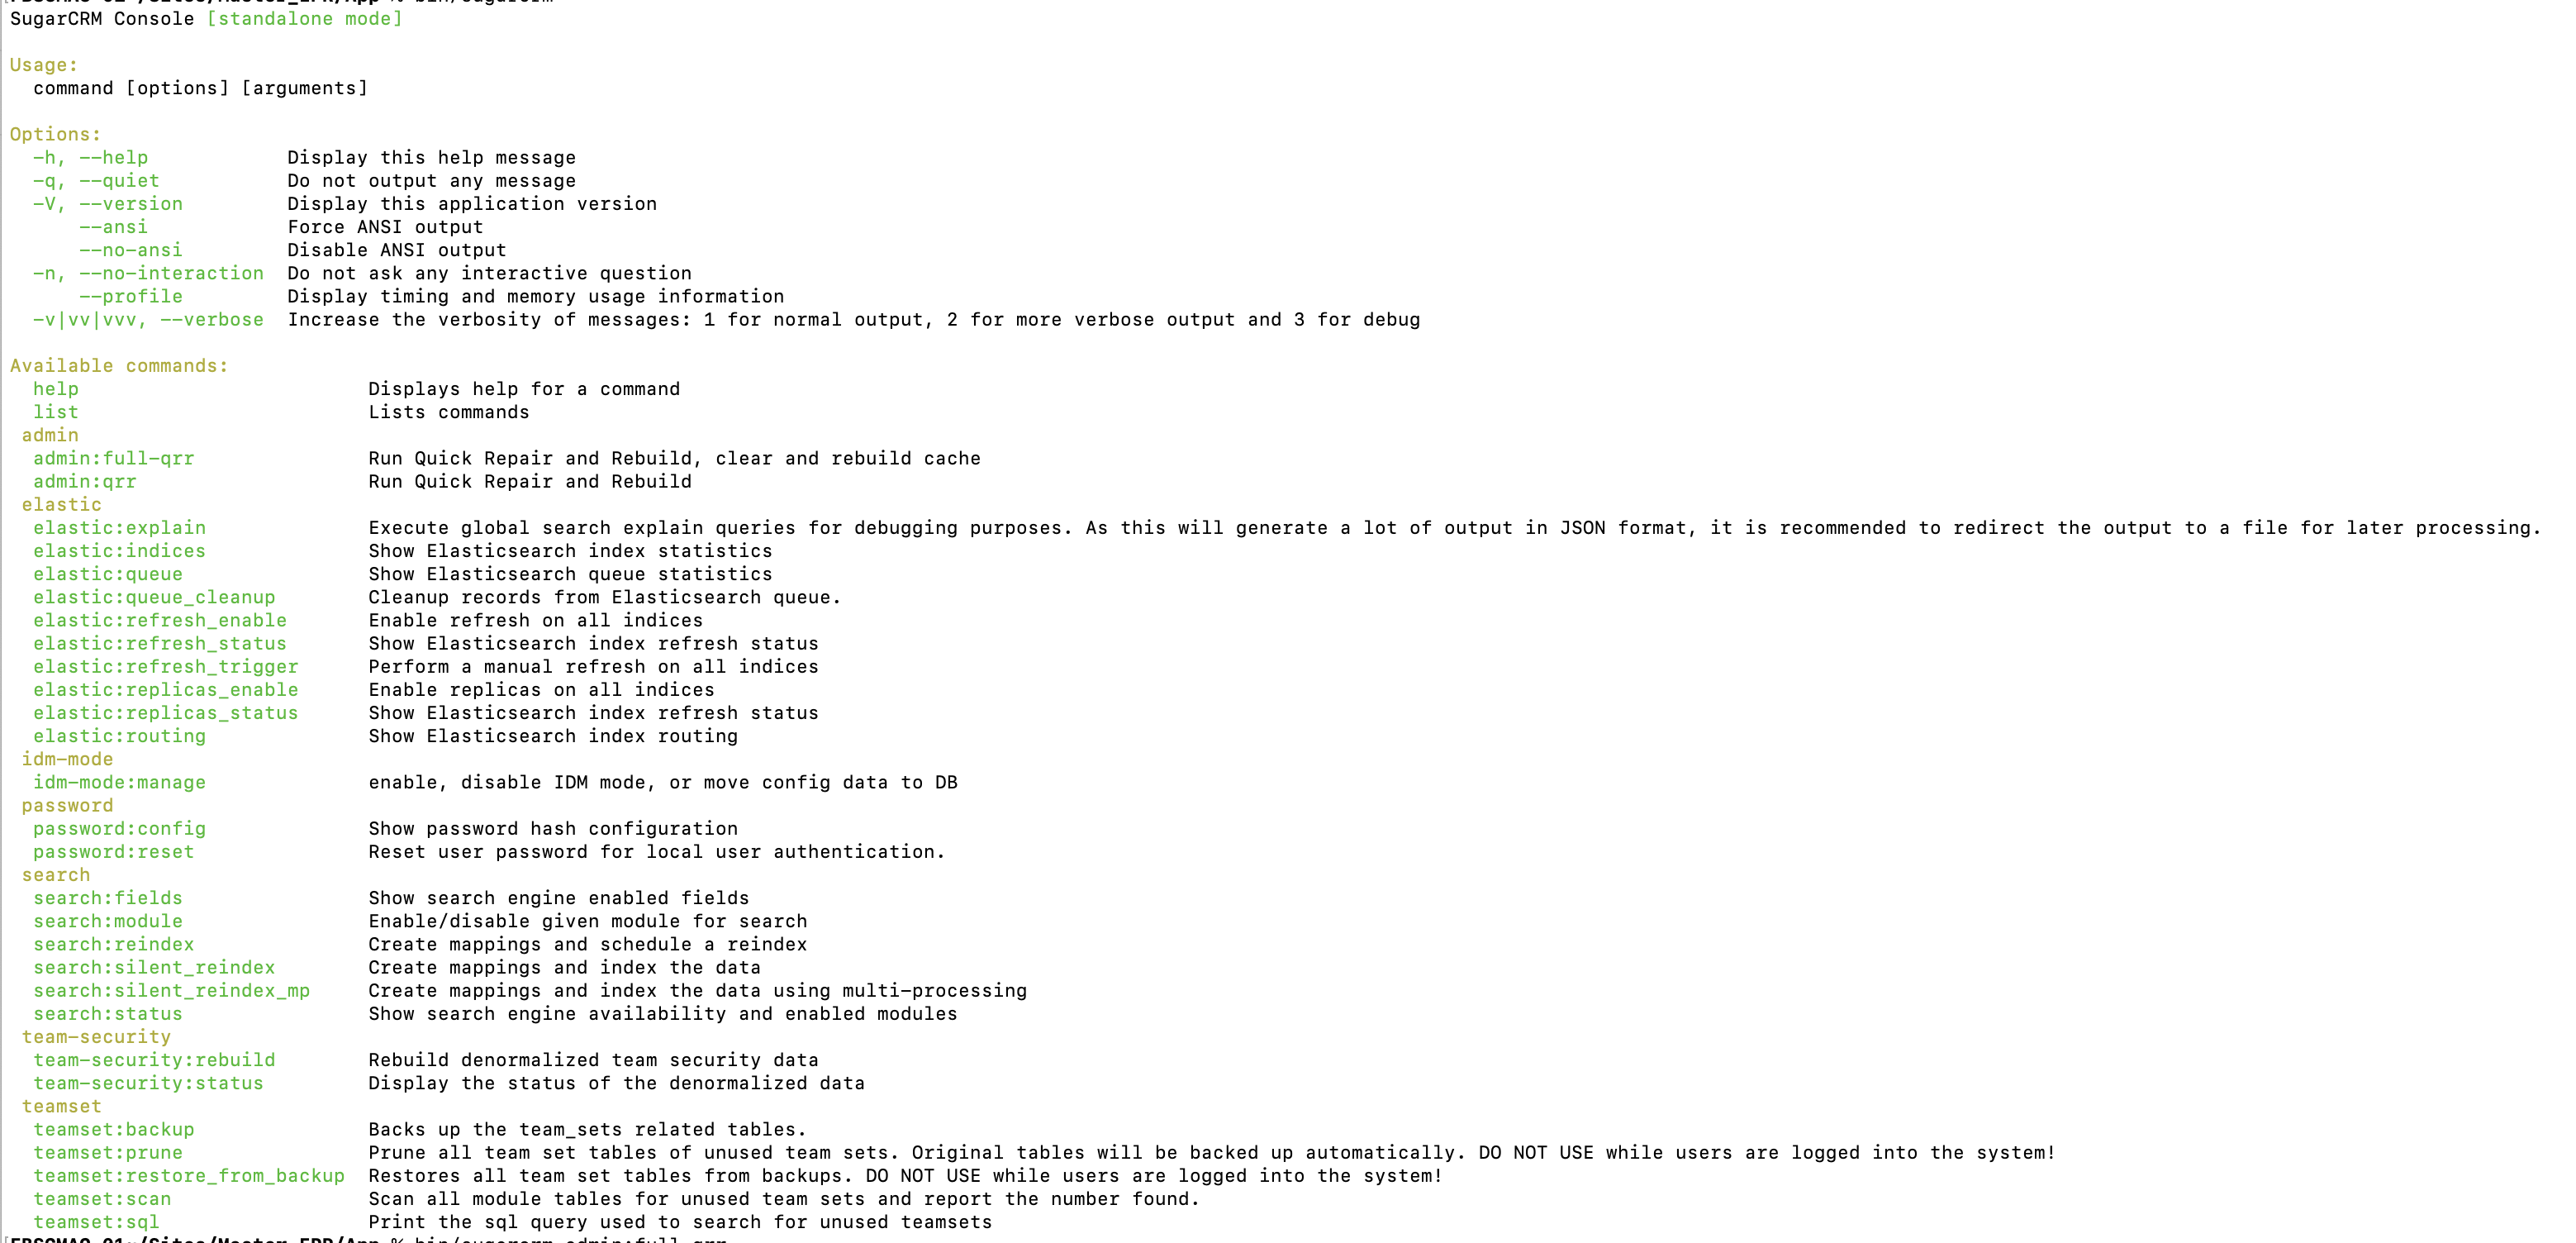 SugarCRM Console [standalone mode]
Usage:
command [options] [arguments]
Options:
-h, --help Display this help message
-q, --quiet Do not output any message
-V, --version Display this application version
--ansi Force ANSI output
--no-ansi Disable ANSI output
-n, --no-interaction Do not ask any interactive question
--profile Display timing and memory usage information
-v|vv|vvv, --verbose Increase the verbosity of messages: 1 for normal output, 2 for more verbose output and 3 for debug
Available commands:
help Displays help for a command
list Lists commands
admin
admin:full-qrr Run Quick Repair and Rebuild, clear and rebuild cache
admin:qrr Run Quick Repair and Rebuild
elastic
elastic:explain Execute global search explain queries for debugging purposes. As this will generate a lot of output in JSON format, it is recommended to redirect the output to a file for later processing.
elastic:indices Show Elasticsearch index statistics
elastic:queue Show Elasticsearch queue statistics
elastic:queue_cleanup Cleanup records from Elasticsearch queue.
elastic:refresh_enable Enable refresh on all indices
elastic:refresh_status Show Elasticsearch index refresh status
elastic:refresh_trigger Perform a manual refresh on all indices
elastic:replicas_enable Enable replicas on all indices
elastic:replicas_status Show Elasticsearch index refresh status
elastic:routing Show Elasticsearch index routing
idm-mode
idm-mode:manage enable, disable IDM mode, or move config data to DB
password
password:config Show password hash configuration
password:reset Reset user password for local user authentication.
search
search:fields Show search engine enabled fields
search:module Enable/disable given module for search
search:reindex Create mappings and schedule a reindex
search:silent_reindex Create mappings and index the data
search:silent_reindex_mp Create mappings and index the data using multi-processing
search:status Show search engine availability and enabled modules
team-security
team-security:rebuild Rebuild denormalized team security data
team-security:status Display the status of the denormalized data
teamset
teamset:backup Backs up the team_sets related tables.
teamset:prune Prune all team set tables of unused team sets. Original tables will be backed up automatically. DO NOT USE while users are logged into the system!
teamset:restore_from_backup Restores all team set tables from backups. DO NOT USE while users are logged into the system!
teamset:scan Scan all module tables for unused team sets and report the number found.
teamset:sql Print the sql query used to search for unused teamsets